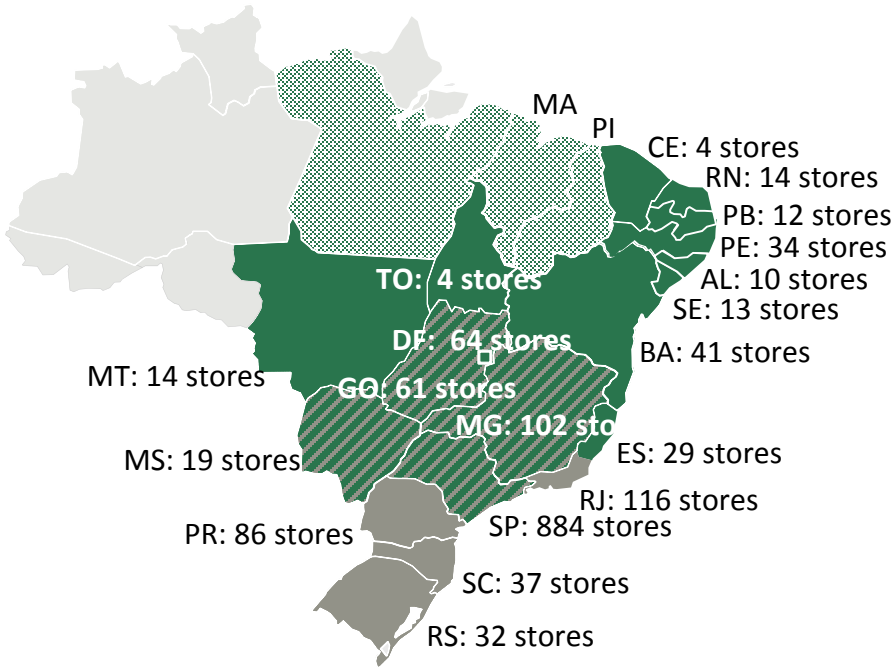 MA
PI
CE: 4 stores
RN: 14 stores
PB: 12 stores
PE: 34 stores
TO: 4 stores
AL: 10 stores
SE: 13 stores
DF: 64 stores
BA: 41 stores
MT: 14 stores
GO: 61 stores
MG: 102 sto
ES: 29 stores
MS: 19 stores
RJ: 116 stores
SP: 884 stores
PR: 86 stores
SC: 37 stores
RS: 32 stores